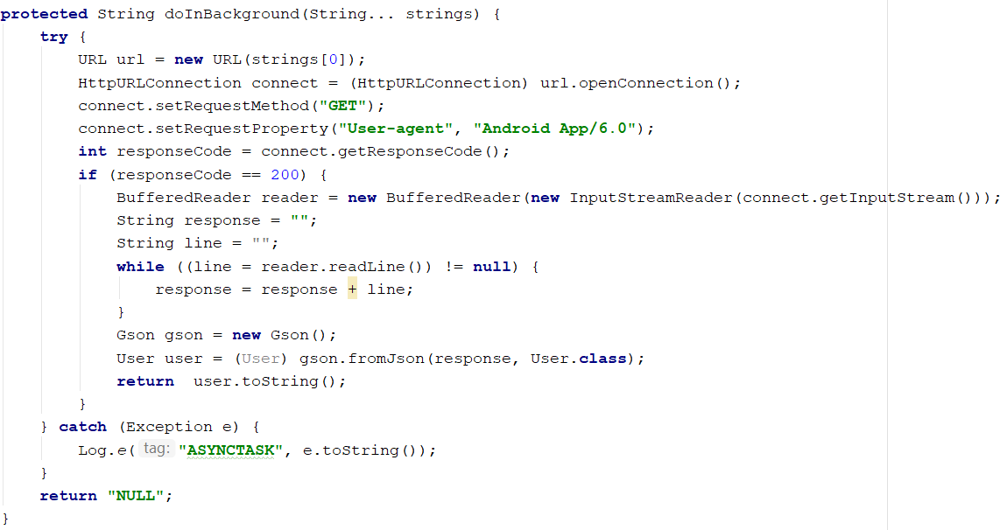 protected String doInBackground(String... strings) {
    try {
        URL url = new URL(strings[0]);
        HttpURLConnection connect = (HttpURLConnection) url.openConnection();
        connect.setRequestMethod("GET");
        connect.setRequestProperty("User-agent", "Android App/6.0");
        int responseCode = connect.getResponseCode();
        if (responseCode == 200) {
            BufferedReader reader = new BufferedReader(new InputStreamReader(connect.getInputStream()));
            String response = "";
            String line = "";
            while ((line = reader.readLine()) != null) {
                response = response + line;
            }
            Gson gson = new Gson();
            User user = (User) gson.fromJson(response, User.class);
            return  user.toString();
        }
    } catch (Exception e) {
        Log.e( tag: "ASYNCTASK", e.toString());
    }
    return "NULL";
}